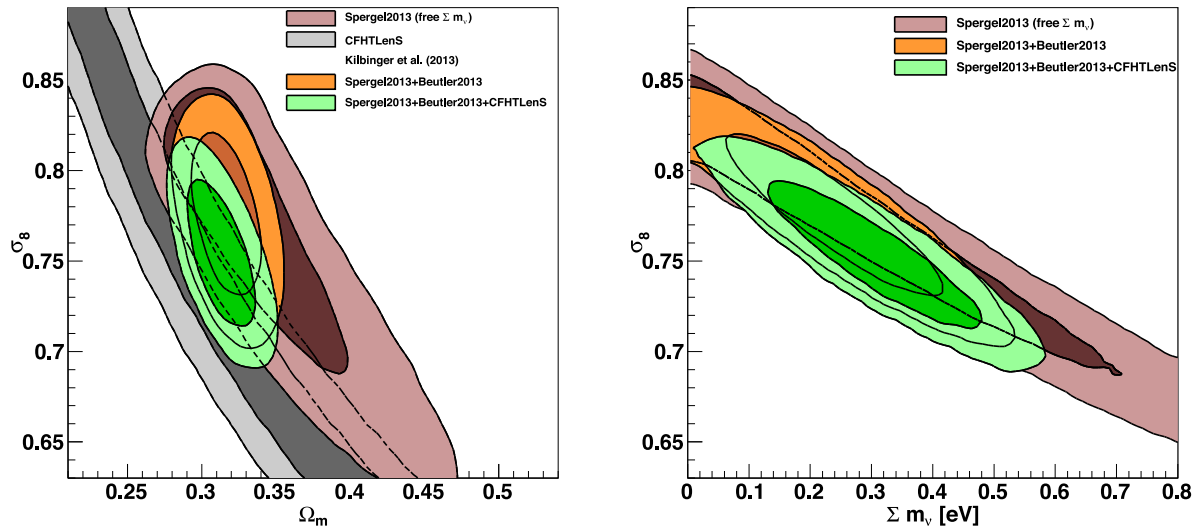 Spergel2013 (free Σ mν)
CFHTLenS
Kilbinger et al. (2013)
Spergel2013+Beutler2013
Spergel2013+Beutler2013+CFHTLenS
0.85
0.8
0.75
0.7
0.65
σ8
0.25 0.3 0.35 0.4 0.45 0.5
Ωm
Spergel2013 (free Σ mν)
Spergel2013+Beutler2013
Spergel2013+Beutler2013+CFHTLenS
0.85
0.8
0.75
0.7
0.65
σ8
0 0.1 0.2 0.3 0.4 0.5 0.6 0.7 0.8
Σ mν [eV]